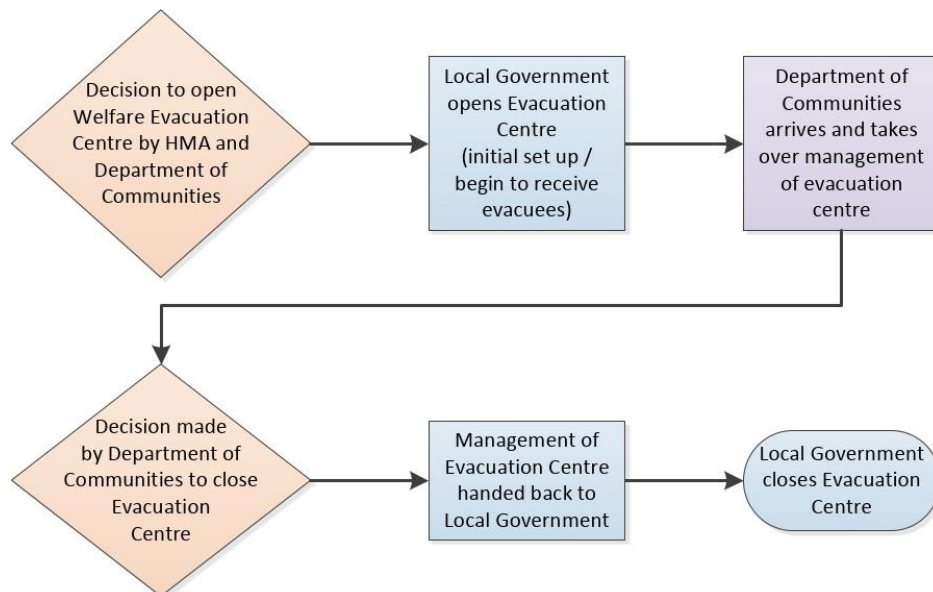 Decision to open
Welfare Evacuation
Centre by HMA and
Department of
Communities
Local Government
opens Evacuation
Centre
(initial set up /
begin to receive
evacuees)
Department of
Communities
arrives and takes
over management
of evacuation
centre
Decision made
by Department of
Communities to close
Evacuation
Centre
Management of
Evacuation Centre
handed back to
Local Government
Local Government
closes Evacuation
Centre